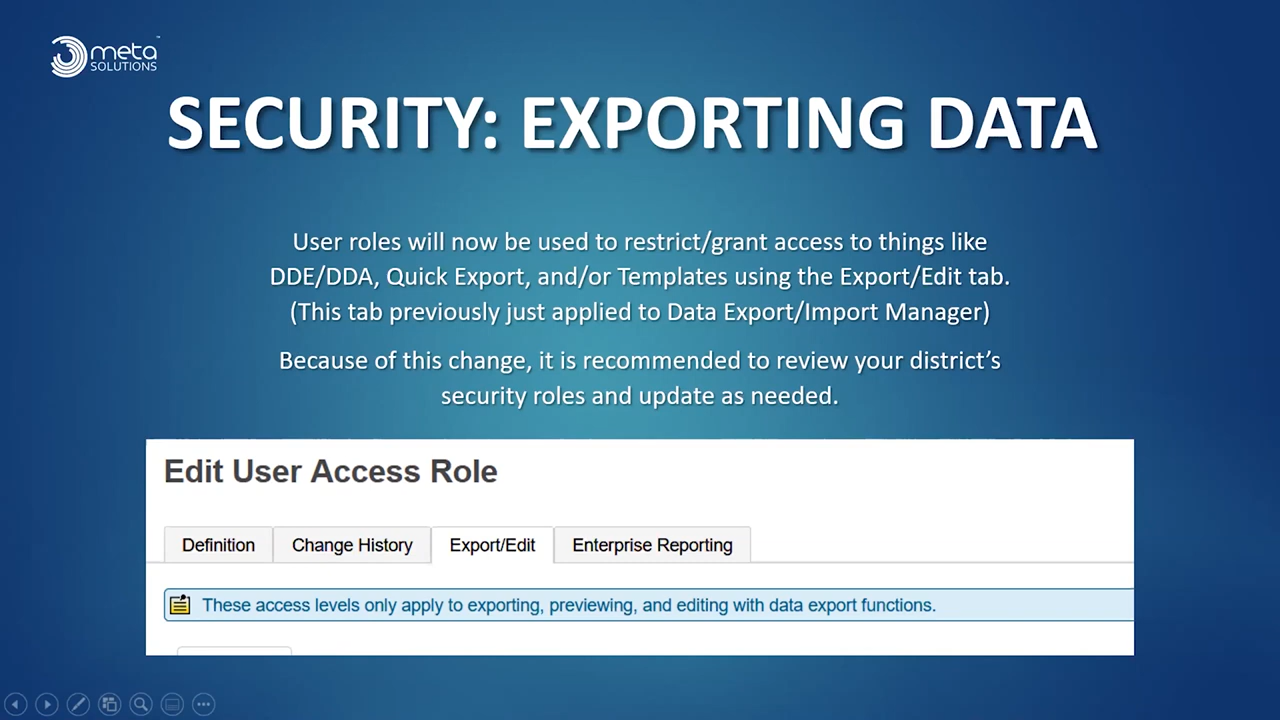 meta
SOLUTIONS
SECURITY: EXPORTING DATA
User roles will now be used to restrict/grant access to things like
DDE/DDA, Quick Export, and/or Templates using the Export/Edit tab.
(This tab previously just applied to Data Export/Import Manager)
Because of this change, it is recommended to review your district’s
security roles and update as needed.
Edit User Access Role
Definition Change History Export/Edit Enterprise Reporting
These access levels only apply to exporting, previewing, and editing with data export functions.